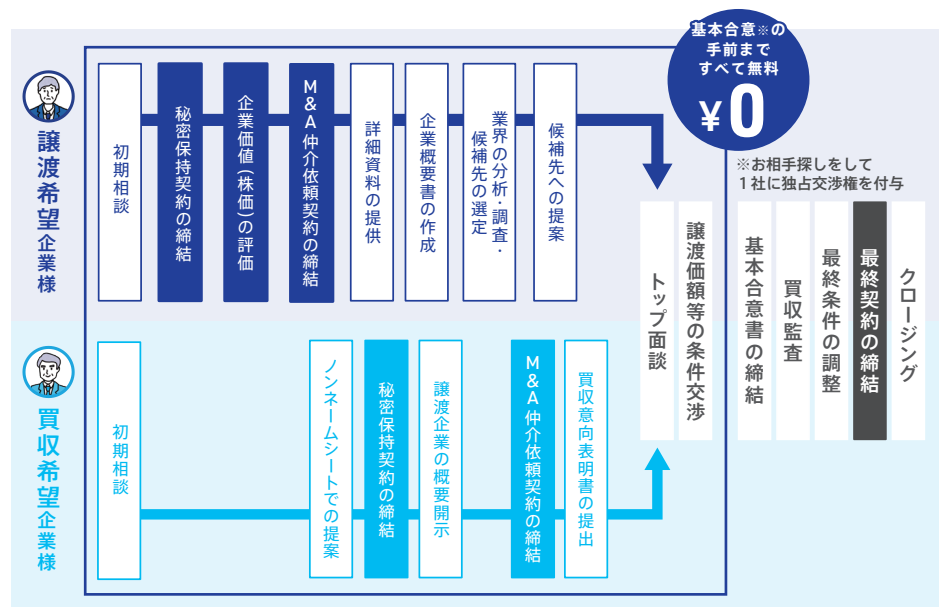 基本合意※の
手前まで
すべて無料
¥0
※お相手探しをして
1社に独占交渉権を付与
譲渡希望企業様
初期相談
秘密保持契約の締結
企業価値(株価)の評価
M&A仲介依頼契約の締結
詳細資料の提供
企業概要書の作成
業界の分析・調査・
候補先の選定
候補先への提案
買収希望企業様
初期相談
ノンネームシートでの提案
秘密保持契約の締結
譲渡企業の概要開示
M&A仲介依頼契約の締結
買収意向表明書の提出
トップ面談
譲渡価額等の条件交渉
基本合意書の締結
買収監査
最終条件の調整
最終契約の締結
クロージング